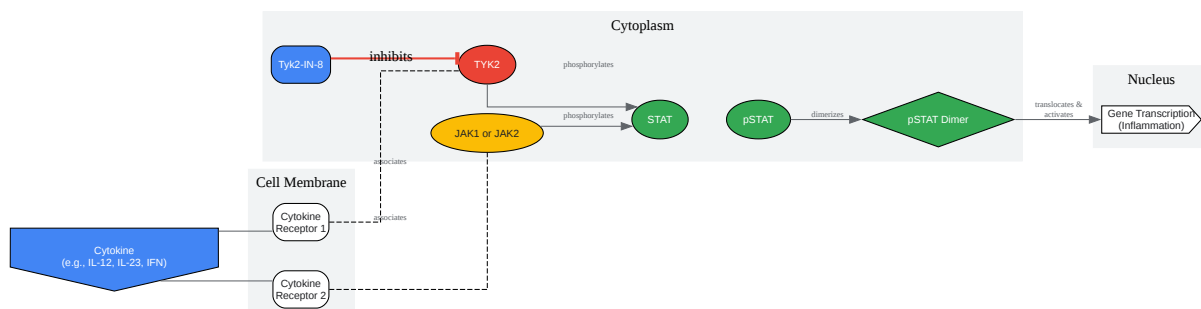 Cytoplasm
Tyk2-IN-8
inhibits
TYK2
phosphorylates
JAK1 or JAK2
phosphorylates
STAT
pSTAT
dimerizes
pSTAT Dimer
translocates &
activates
Nucleus
Gene Transcription
(Inflammation)
associates
Cell Membrane
associates
Cytokine
Receptor 1
Cytokine
(e.g., IL-12, IL-23, IFN)
Cytokine
Receptor 2